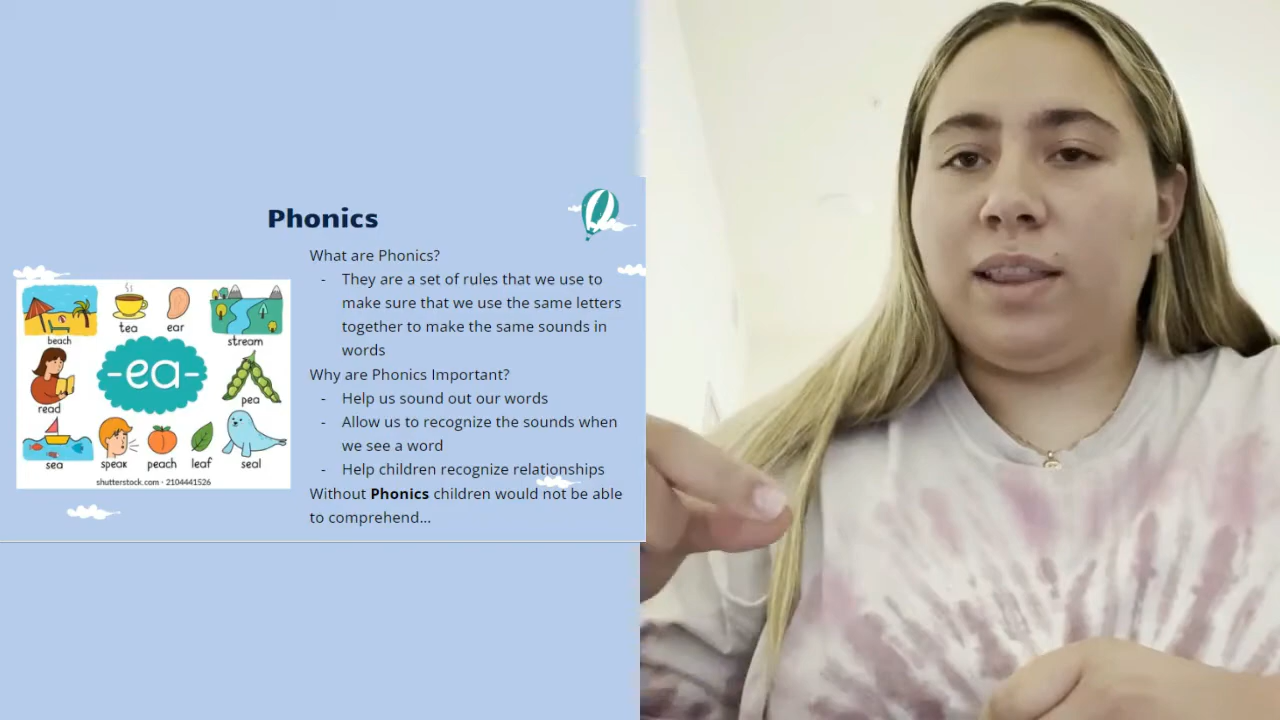 Phonics
What are Phonics?
- They are a set of rules that we use to
make sure that we use the same letters
together to make the same sounds in
words
Why are Phonics Important?
- Help us sound out our words
- Allow us to recognize the sounds when
we see a word
- Help children recognize relationships
Without Phonics children would not be able
to comprehend...
beach
tea
ear
stream
read
-ea-
pea
sea
speak
peach
leaf
seal
shutterstock.com · 2104441526